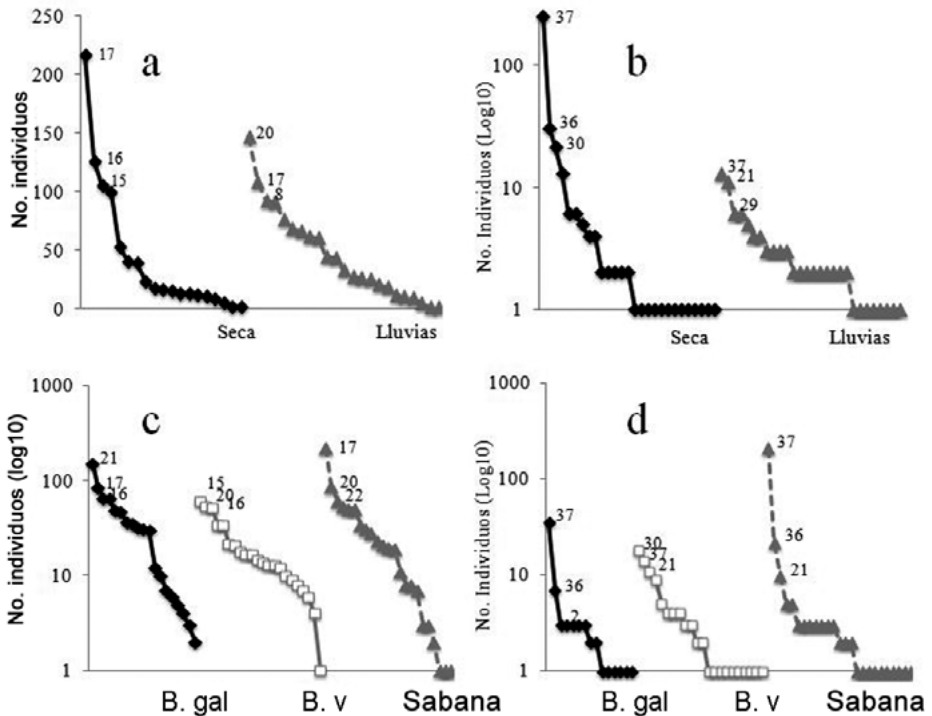 No. individuos
250
200
150
100
50
0
a
17
16
15
20
17
8
Seca
Lluvias
No. Individuos (Log10)
100
10
1
b
37
36
30
37
21
29
Seca
Lluvias
No. individuos (log10)
1000
100
10
1
c
21
17
16
15
20
16
17
20
22
B. gal
B. v
Sabana
No. Individuos (Log10)
1000
100
10
1
d
37
36
2
30
37
21
37
36
21
B. gal
B. v
Sabana